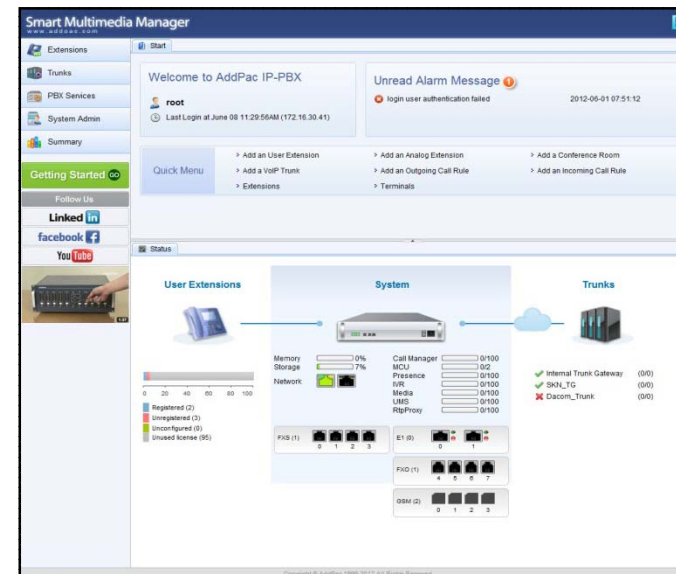 Smart Multimedia Manager
www.addpac.com
Extensions
Trunks
PBX Services
System Admin
Summary
Getting Started GO
Follow Us
Linked in
facebook f
You Tube
Start
Welcome to AddPac IP-PBX
root
Last Login at June 08 11:29:56AM (172.16.30.41)
Unread Alarm Message
login user authentication failed 2012-06-01 07:51:12
Quick Menu
Add an User Extension
Add an Analog Extension
Add a Conference Room
Add a VoIP Trunk
Add an Outgoing Call Rule
Add an Incoming Call Rule
Extensions
Terminals
Status
User Extensions
System
Trunks
0 20 40 60 80 100
Registered (2)
Unregistered (3)
Unconfigured (0)
Unused license (95)
Memory 0%
Storage 7%
Network
Call Manager 0/100
MCU 0/2
Presence 0/100
IVR 0/100
Media 0/100
UMS 0/100
RtpProxy 0/100
Internal Trunk Gateway (0/0)
SKN_TG (0/0)
Dacom_Trunk (0/0)
FXS (1)
0 1 2 3
E1 (0)
0 1
FXO (1)
4 5 6 7
GSM (2)
0 1 2 3